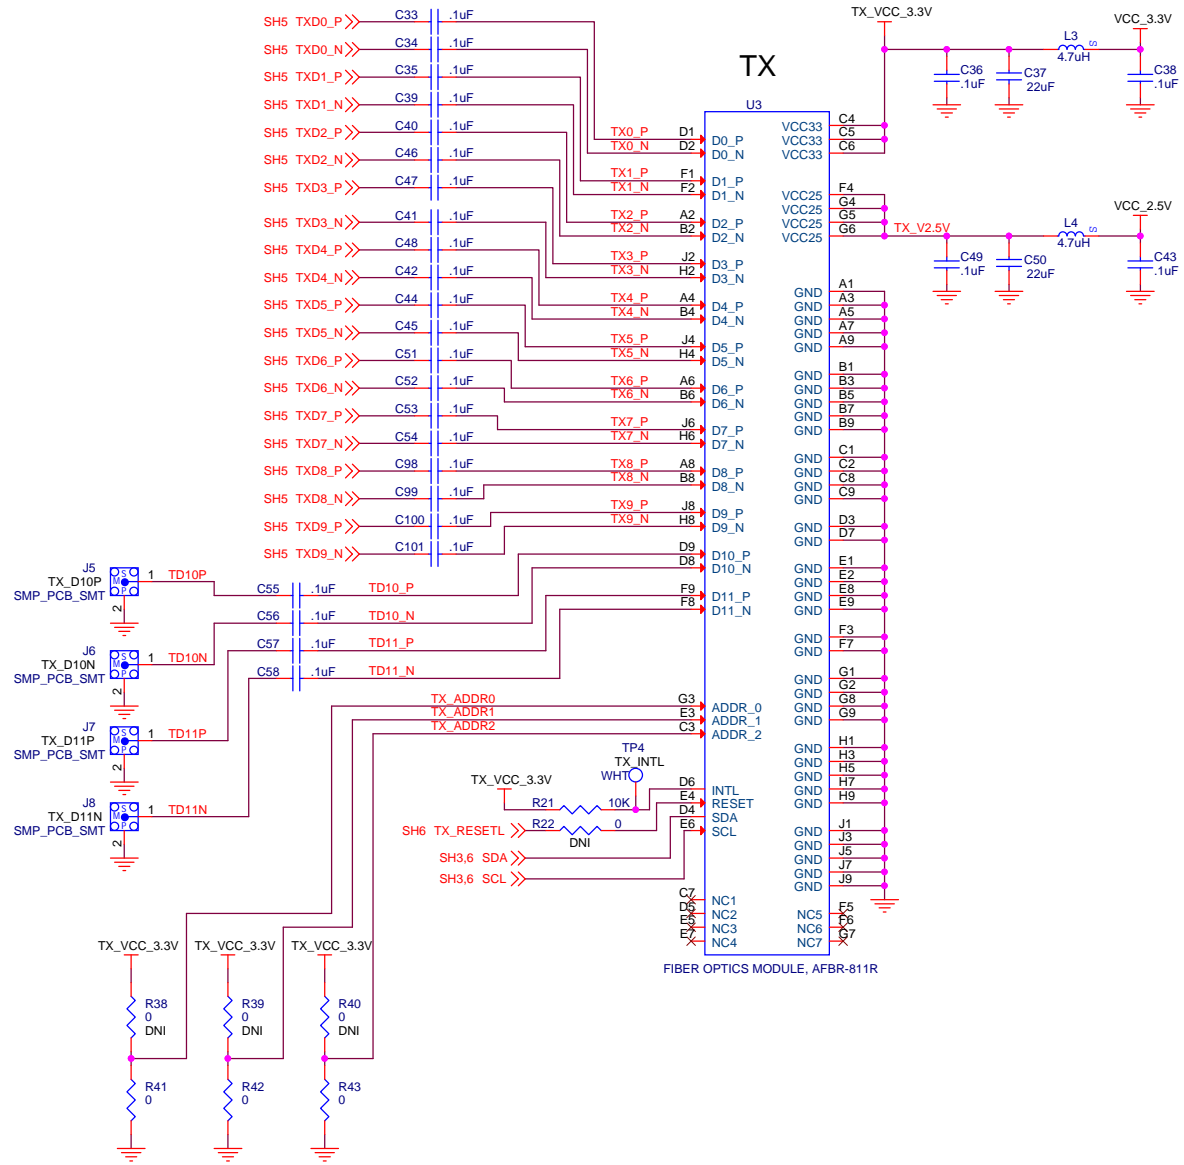 TX_VCC_3.3V
VCC_3.3V
SH5 TXD0_P C33 .1uF
SH5 TXD0_N C34 .1uF
SH5 TXD1_P C35 .1uF
SH5 TXD1_N C39 .1uF
SH5 TXD2_P C40 .1uF
SH5 TXD2_N C46 .1uF
SH5 TXD3_P C47 .1uF
SH5 TXD3_N C41 .1uF
SH5 TXD4_P C48 .1uF
SH5 TXD4_N C42 .1uF
SH5 TXD5_P C44 .1uF
SH5 TXD5_N C45 .1uF
SH5 TXD6_P C51 .1uF
SH5 TXD6_N C52 .1uF
SH5 TXD7_P C53 .1uF
SH5 TXD7_N C54 .1uF
SH5 TXD8_P C98 .1uF
SH5 TXD8_N C99 .1uF
SH5 TXD9_P C100 .1uF
SH5 TXD9_N C101 .1uF
L3 S
4.7uH
C36
.1uF
C37
22uF
C38
.1uF
TX
U3
TX0_P D1 D0_P
TX0_N D2 D0_N
TX1_P F1 D1_P
TX1_N F2 D1_N
TX2_P A2 D2_P
TX2_N B2 D2_N
TX3_P J2 D3_P
TX3_N H2 D3_N
TX4_P A4 D4_P
TX4_N B4 D4_N
TX5_P J4 D5_P
TX5_N H4 D5_N
TX6_P A6 D6_P
TX6_N B6 D6_N
TX7_P J6 D7_P
TX7_N H6 D7_N
TX8_P A8 D8_P
TX8_N B8 D8_N
TX9_P J8 D9_P
TX9_N H8 D9_N
D9 D10_P
D8 D10_N
F9 D11_P
F8 D11_N
TX_ADDR0 G3 ADDR_0
TX_ADDR1 E3 ADDR_1
TX_ADDR2 C3 ADDR_2
D6 INTL
E4 RESET
D4 SDA
E6 SCL
C7 NC1
D5 NC2
E5 NC3
E7 NC4
VCC33 C4
VCC33 C5
VCC33 C6
VCC25 F4
VCC25 G4
VCC25 G5
VCC25 G6
TX_V2.5V
VCC_2.5V
L4 S
4.7uH
C49
.1uF
C50
22uF
C43
.1uF
GND A1
GND A3
GND A5
GND A7
GND A9
GND B1
GND B3
GND B5
GND B7
GND B9
GND C1
GND C2
GND C8
GND C9
GND D3
GND D7
GND E1
GND E2
GND E8
GND E9
GND F3
GND F7
GND G1
GND G2
GND G8
GND G9
GND H1
GND H3
GND H5
GND H7
GND H9
GND J1
GND J3
GND J5
GND J7
GND J9
NC5 F5
NC6 F6
NC7 G7
FIBER OPTICS MODULE, AFBR-811R
J5
TX_D10P
SMP_PCB_SMT
S M P
1 TD10P
2
C55 .1uF TD10_P
J6
TX_D10N
SMP_PCB_SMT
S M P
1 TD10N
2
C56 .1uF TD10_N
J7
TX_D11P
SMP_PCB_SMT
S M P
1 TD11P
2
C57 .1uF TD11_P
J8
TX_D11N
SMP_PCB_SMT
S M P
1 TD11N
2
C58 .1uF TD11_N
TP4
TX_INTL
WHT
TX_VCC_3.3V
R21 10K
SH6 TX_RESETL R22 0
DNI
SH3,6 SDA
SH3,6 SCL
TX_VCC_3.3V TX_VCC_3.3V TX_VCC_3.3V
R38
0
DNI
R39
0
DNI
R40
0
DNI
R41
0
R42
0
R43
0